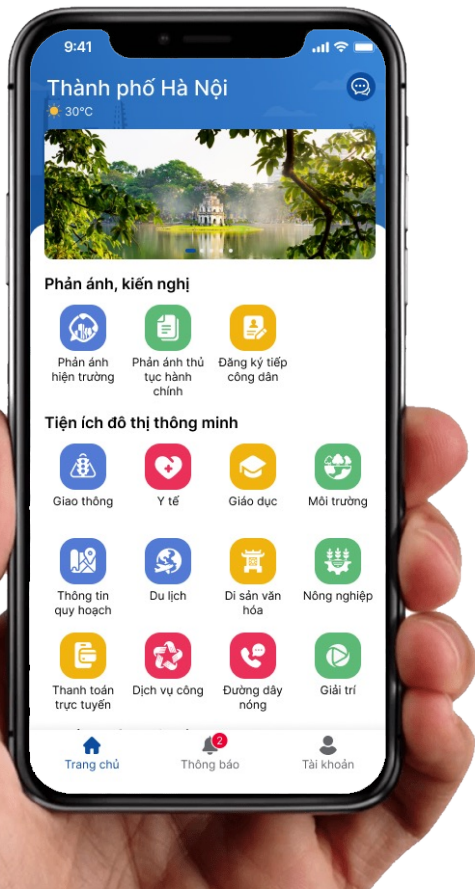 9:41
Thành phố Hà Nội
30°C
Phản ánh, kiến nghị
Phản ánh
hiện trường
Phản ánh thủ
tục hành
chính
Đăng ký tiếp
công dân
Tiện ích đô thị thông minh
Giao thông
Y tế
Giáo dục
Môi trường
Thông tin
quy hoạch
Du lịch
Di sản văn
hóa
Nông nghiệp
Thanh toán
trực tuyến
Dịch vụ công
Đường dây
nóng
Giải trí
Trang chủ
2
Thông báo
Tài khoản